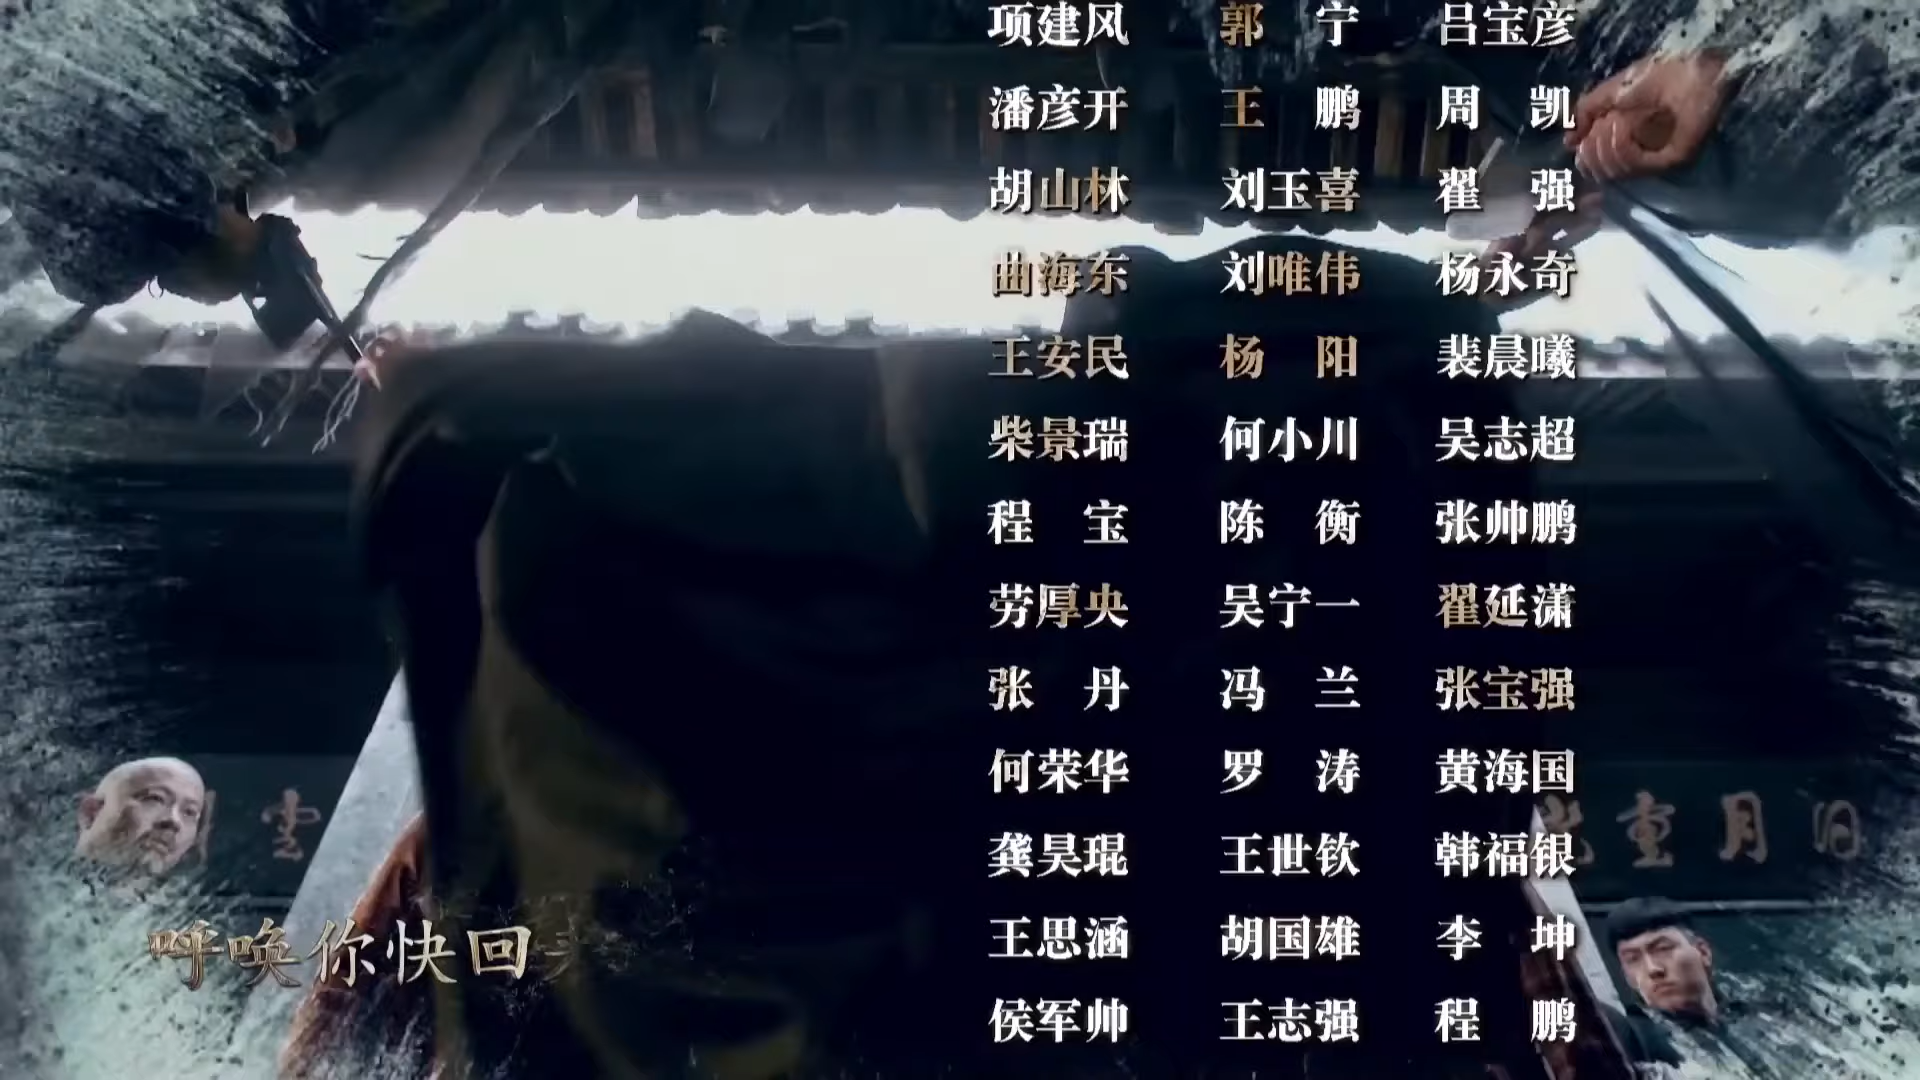 项建风 郭宁 吕宝彦
潘彦开 王鹏 周凯
胡山林 刘玉喜 翟强
曲海东 刘唯伟 杨永奇
王安民 杨阳 裴晨曦
柴景瑞 何小川 吴志超
程宝 陈衡 张帅鹏
劳厚央 吴宁一 翟延潇
张丹 冯兰 张宝强
何荣华 罗涛 黄海国
雲 重月日
龚昊琨 王世钦 韩福银
王思涵 胡国雄 李坤
呼唤你快回
侯军帅 王志强 程鹏